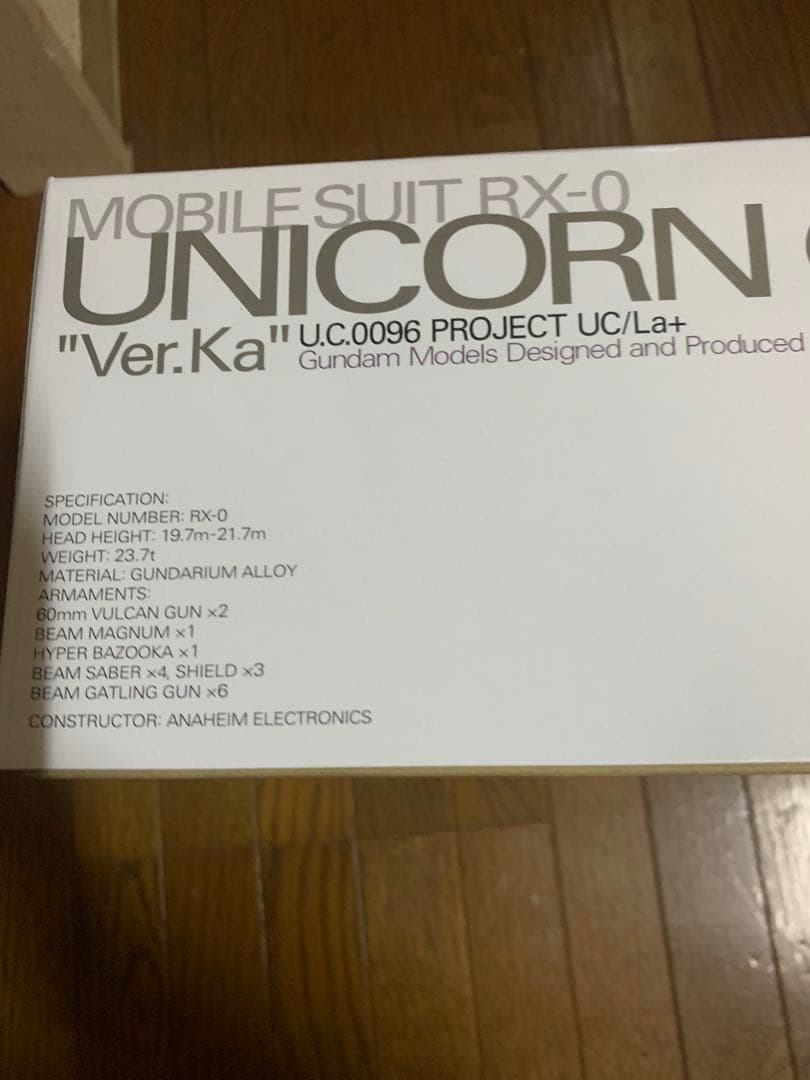 MOBILE SUIT RX-0
UNICORN
"Ver.Ka" U.C.0096 PROJECT UC/La+
Gundam Models Designed and Produced
SPECIFICATION:
MODEL NUMBER: RX-0
HEAD HEIGHT: 19.7m-21.7m
WEIGHT: 23.7t
MATERIAL: GUNDARIUM ALLOY
ARMAMENTS:
60mm VULCAN GUN ×2
BEAM MAGNUM ×1
HYPER BAZOOKA ×1
BEAM SABER ×4, SHIELD ×3
BEAM GATLING GUN ×6
CONSTRUCTOR: ANAHEIM ELECTRONICS